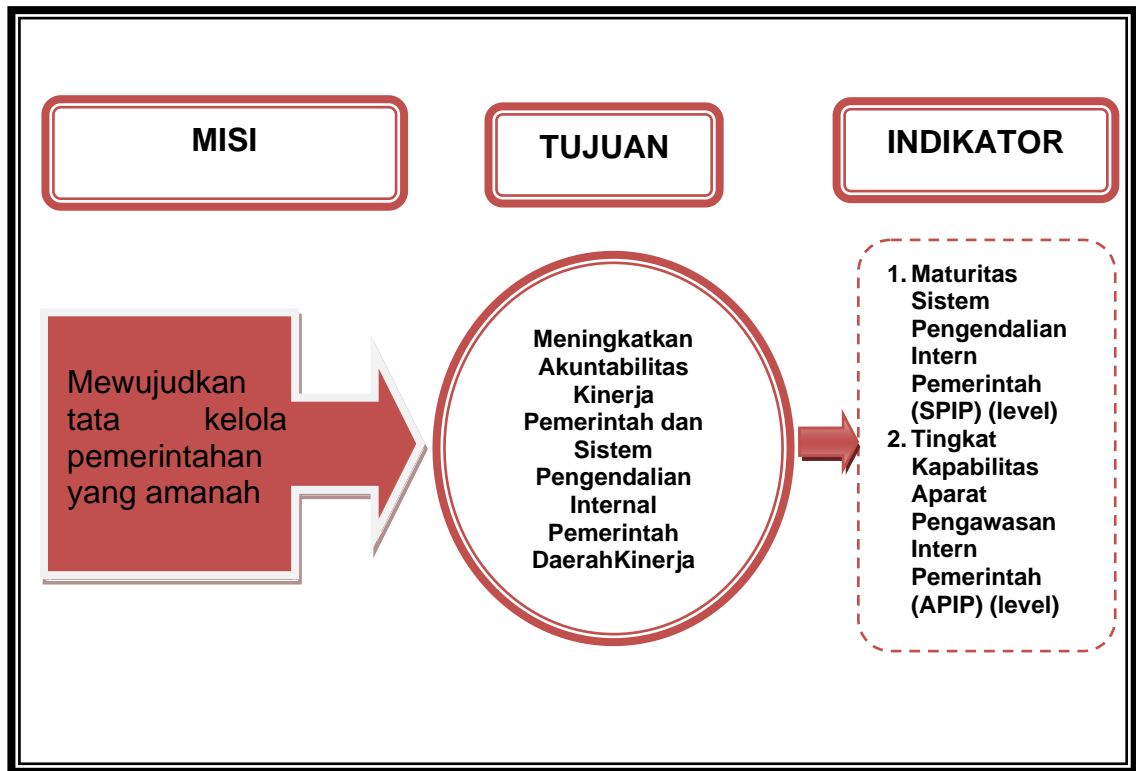 MISI
TUJUAN
INDIKATOR
Mewujudkan
tata kelola
pemerintahan
yang amanah
Meningkatkan
Akuntabilitas
Kinerja
Pemerintah dan
Sistem
Pengendalian
Internal
Pemerintah
DaerahKinerja
1. Maturitas
Sistem
Pengendalian
Intern
Pemerintah
(SPIP) (level)
2. Tingkat
Kapabilitas
Aparat
Pengawasan
Intern
Pemerintah
(APIP) (level)